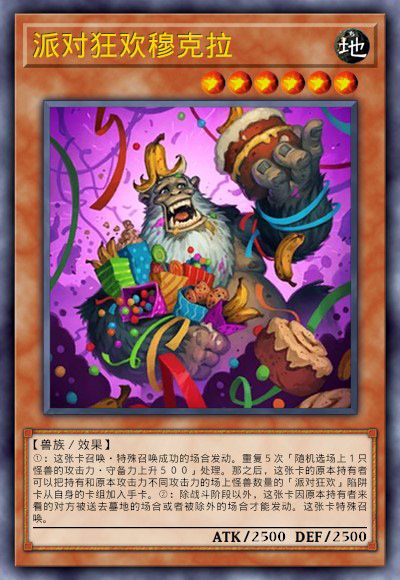 派对狂欢穆克拉
地
【兽族/效果】
①：这张卡召唤·特殊召唤成功的场合发动。重复５次「随机选场上１只
怪兽的攻击力·守备力上升５００」处理。那之后，这张卡的原本持有者
可以把持有和原本攻击力不同攻击力的场上怪兽数量的「派对狂欢」陷阱
卡从自身的卡组加入手卡。②：除战斗阶段以外，这张卡因原本持有者来
看的对方被送去墓地的场合或者被除外的场合才能发动。这张卡特殊召
唤。
ATK/2500 DEF/2500